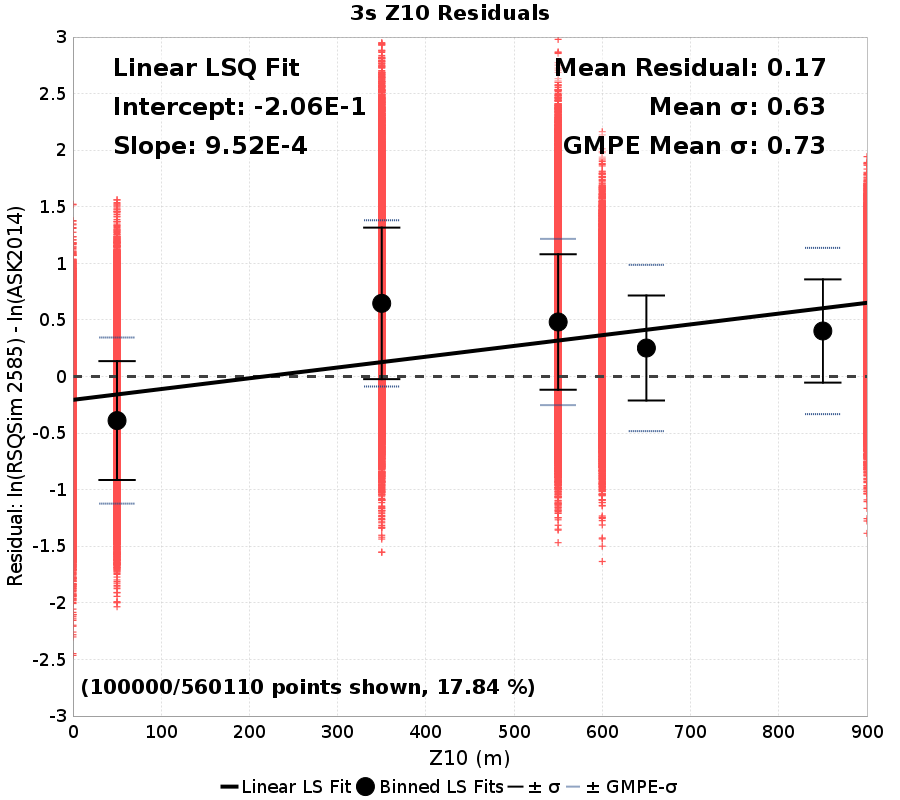 3s Z10 Residuals
Linear LSQ Fit
Intercept: -2.06E-1
Slope: 9.52E-4
Mean Residual: 0.17
Mean σ: 0.63
GMPE Mean σ: 0.73
Residual: ln(RSQSim 2585) - ln(ASK2014)
3
2.5
2
1.5
1
0.5
0
-0.5
-1
-1.5
-2
-2.5
-3
(100000/560110 points shown, 17.84 %)
0 100 200 300 400 500 600 700 800 900
Z10 (m)
Linear LS Fit Binned LS Fits ± σ ± GMPE-σ